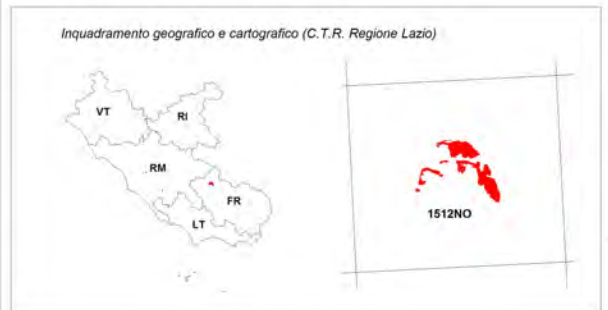 Inquadramento geografico e cartografico (C.T.R. Regione Lazio)
VT
RI
RM
FR
LT
1512NO